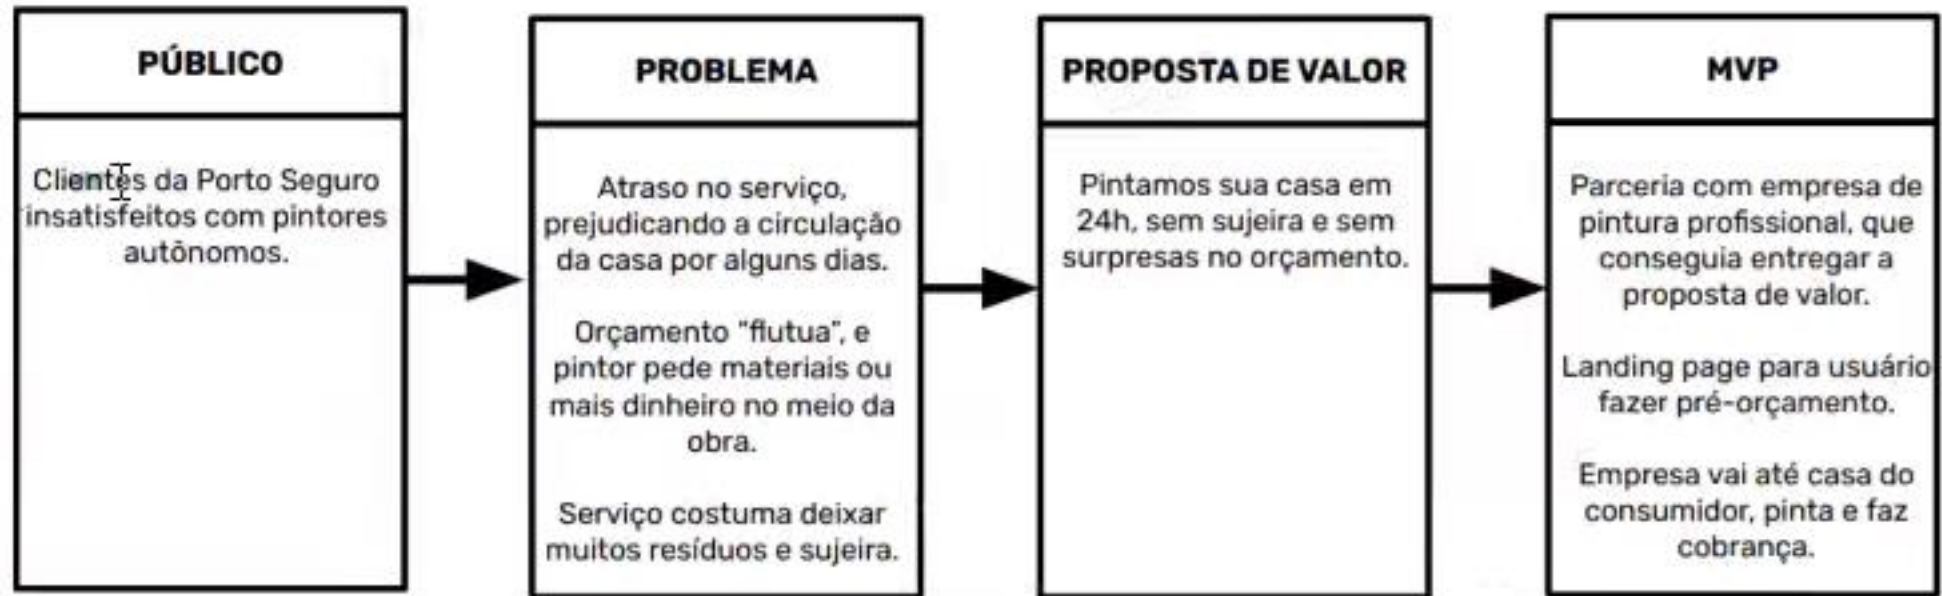 PÚBLICO
Clientes da Porto Seguro
insatisfeitos com pintores
autônomos.
PROBLEMA
Atraso no serviço,
prejudicando a circulação
da casa por alguns dias.
Orçamento "flutua", e
pintor pede materiais ou
mais dinheiro no meio da
obra.
Serviço costuma deixar
muitos resíduos e sujeira.
PROPOSTA DE VALOR
Pintamos sua casa em
24h, sem sujeira e sem
surpresas no orçamento.
MVP
Parceria com empresa de
pintura profissional, que
conseguia entregar a
proposta de valor.
Landing page para usuário
fazer pré-orçamento.
Empresa vai até casa do
consumidor, pinta e faz
cobrança.